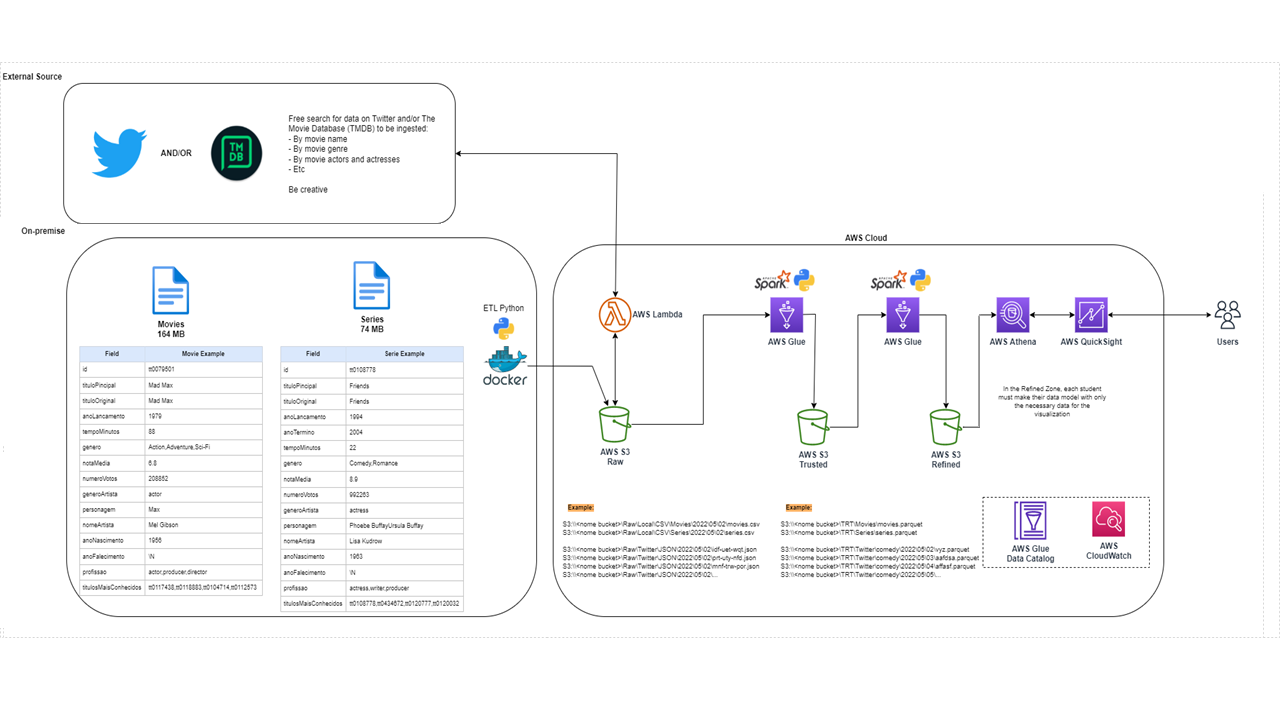 External Source
AND/OR
TM
DB
Free search for data on Twitter and/or The
Movie Database (TMDB) to be ingested:
- By movie name
- By movie genre
- By movie actors and actresses
- Etc
Be creative
On-premise
Movies
164 MB
Field Movie Example
id tt0079501
tituloPincipal Mad Max
tituloOriginal Mad Max
anoLancamento 1979
tempoMinutos 88
genero Action,Adventure,Sci-Fi
notaMedia 6.8
numeroVotos 208852
generoArtista actor
personagem Max
nomeArtista Mel Gibson
anoNascimento 1956
anoFalecimento \N
profissao actor,producer,director
titulosMaisConhecidos tt0117438,tt0118883,tt0104714,tt0112573
Series
74 MB
Field Serie Example
id tt0108778
tituloPincipal Friends
tituloOriginal Friends
anoLancamento 1994
anoTermino 2004
tempoMinutos 22
genero Comedy,Romance
notaMedia 8.9
numeroVotos 992263
generoArtista actress
personagem Phoebe BuffayUrsula Buffay
nomeArtista Lisa Kudrow
anoNascimento 1963
anoFalecimento \N
profissao actress,writer,producer
titulosMaisConhecidos tt0108778,tt0434672,tt0120777,tt0120032
ETL Python
docker
AWS Cloud
AWS Lambda
AWS S3
Raw
APACHE
Spark
AWS Glue
AWS S3
Trusted
APACHE
Spark
AWS Glue
AWS S3
Refined
AWS Athena
AWS QuickSight
Users
In the Refined Zone, each student
must make their data model with only
the necessary data for the
visualization
Example:
S3:\\<nome bucket>\Raw\Local\CSV\Movies\2022\05\02\movies.csv
S3:\\<nome bucket>\Raw\Local\CSV\Series\2022\05\02\series.csv
S3:\\<nome bucket>\Raw\Twitter\JSON\2022\05\02\idf-uet-wqt.json
S3:\\<nome bucket>\Raw\Twitter\JSON\2022\05\02\prt-uty-nfd.json
S3:\\<nome bucket>\Raw\Twitter\JSON\2022\05\02\mnf-trw-por.json
S3:\\<nome bucket>\Raw\Twitter\JSON\2022\05\02\...
Example:
S3:\\<nome bucket>\TRT\Movies\movies.parquet
S3:\\<nome bucket>\TRT\Series\series.parquet
S3:\\<nome bucket>\TRT\Twitter\comedy\2022\05\02\xyz.parquet
S3:\\<nome bucket>\TRT\Twitter\comedy\2022\05\03\aafdsa.parquet
S3:\\<nome bucket>\TRT\Twitter\comedy\2022\05\04\affasf.parquet
S3:\\<nome bucket>\TRT\Twitter\comedy\2022\05\05\...
AWS Glue
Data Catalog
AWS
CloudWatch